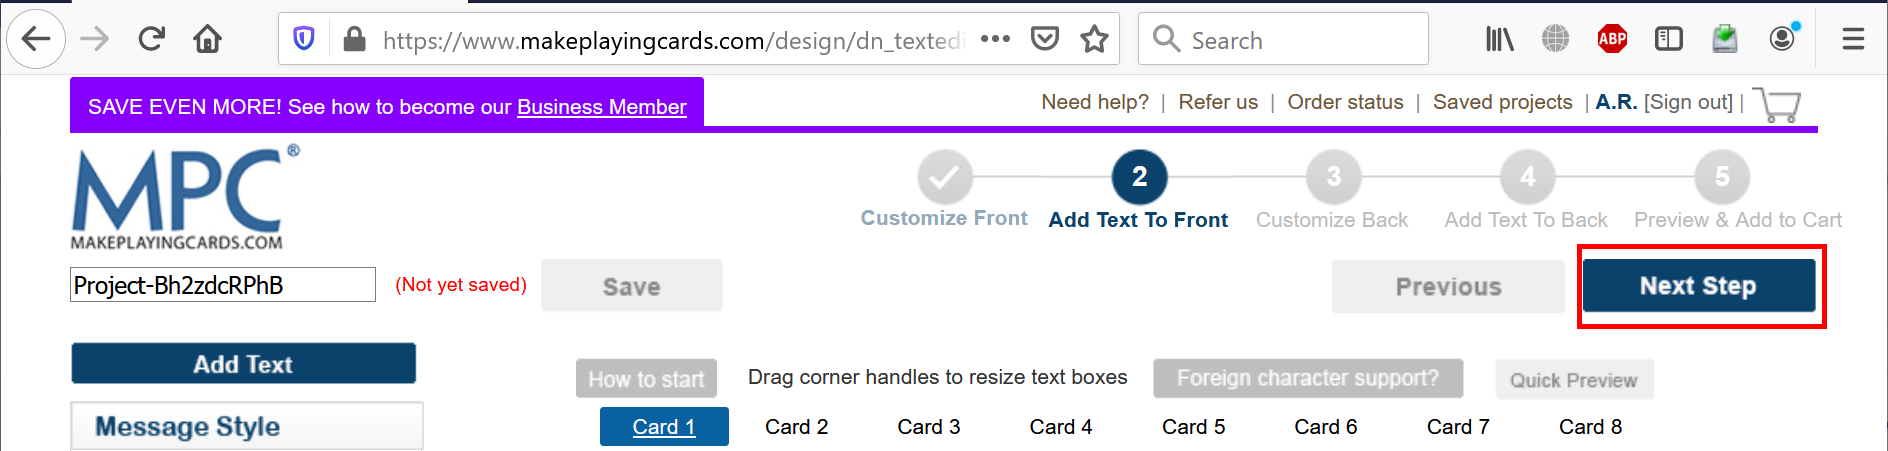 https://www.makeplayingcards.com/design/dn_textedi ••• Search ABP
SAVE EVEN MORE! See how to become our Business Member
Need help? | Refer us | Order status | Saved projects | A.R. [Sign out] |
MPC®
MAKEPLAYINGCARDS.COM
2 3 4 5
Customize Front Add Text To Front Customize Back Add Text To Back Preview & Add to Cart
Project-Bh2zdcRPhB (Not yet saved) Save Previous Next Step
Add Text
How to start Drag corner handles to resize text boxes Foreign character support? Quick Preview
Message Style
Card 1 Card 2 Card 3 Card 4 Card 5 Card 6 Card 7 Card 8